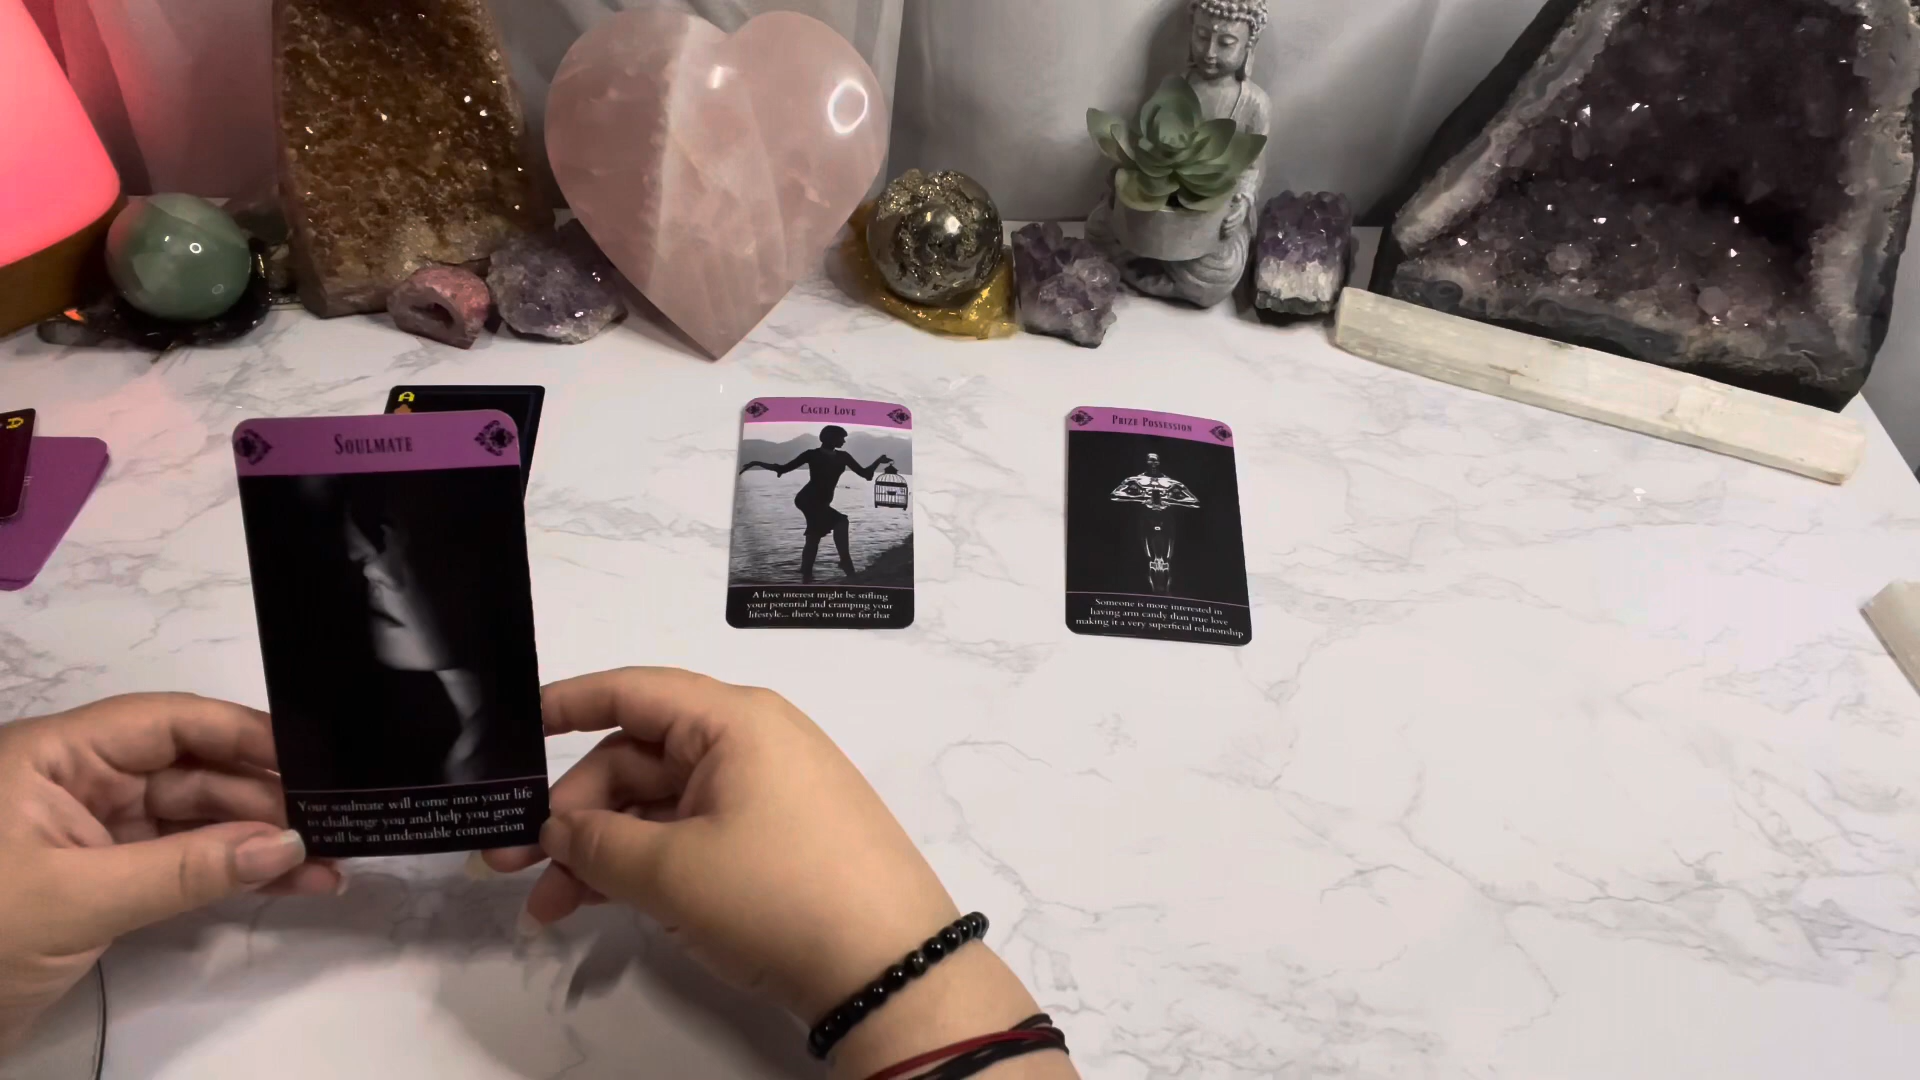 A
A
SOULMATE
Your soulmate will come into your life
to challenge you and help you grow
it will be an undeniable connection
CAGED LOVE
A love interest might be stifling
your potential and cramping your
lifestyle... there's no time for that
PRIZE POSSESSION
Someone is more interested in
having arm candy than true love
making it a very superficial relationship